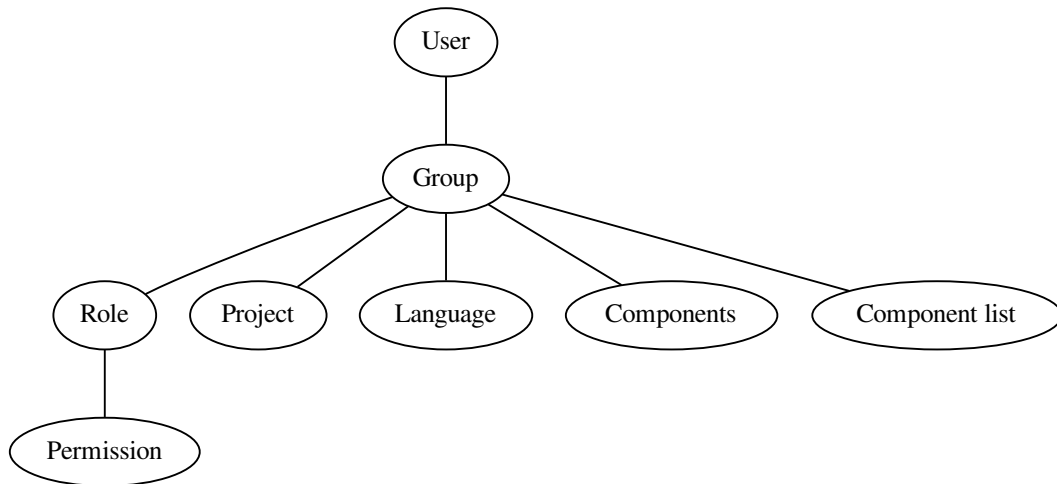 User
Group
Role
Project
Language
Components
Component list
Permission